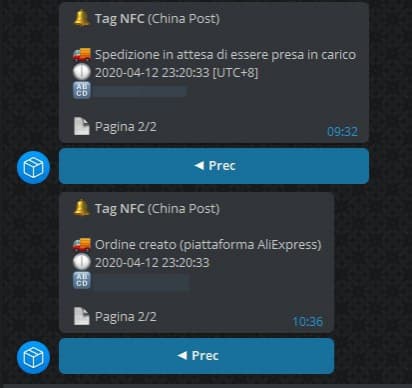 Tag NFC (China Post)
Spedizione in attesa di essere presa in carico
2020-04-12 23:20:33 [UTC+8]
Pagina 2/2
09:32
Prec
Tag NFC (China Post)
Ordine creato (piattaforma AliExpress)
2020-04-12 23:20:33
Pagina 2/2
10:36
Prec